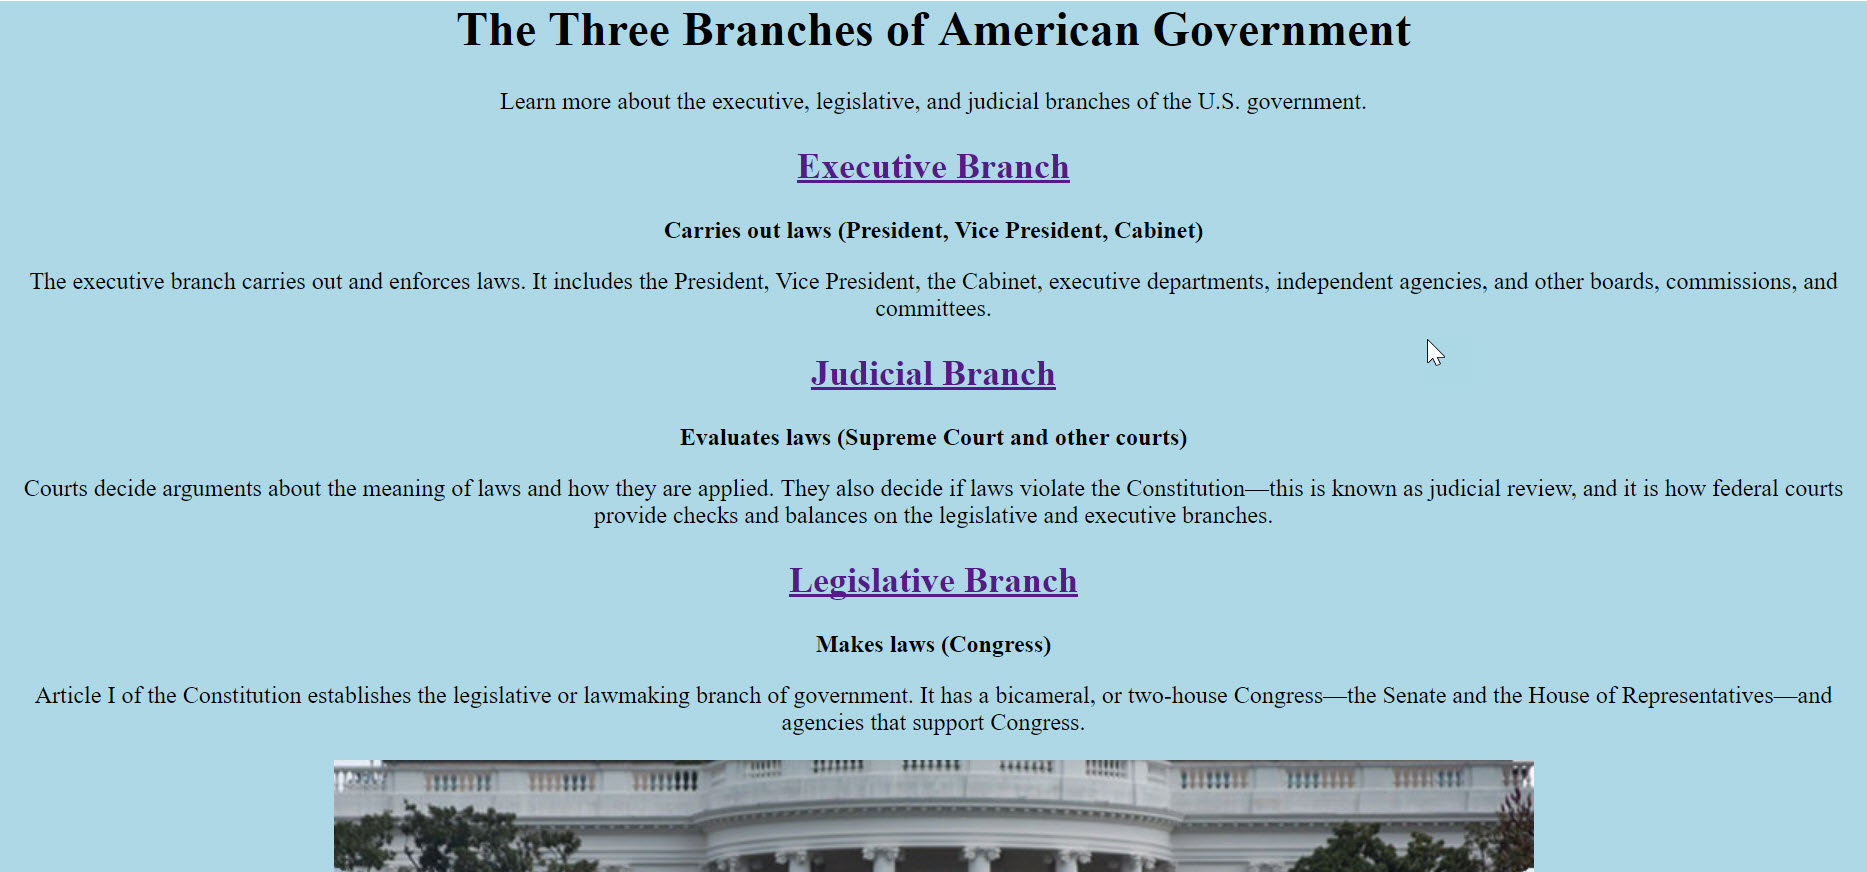 The Three Branches of American Government
Learn more about the executive, legislative, and judicial branches of the U.S. government.
Executive Branch
Carries out laws (President, Vice President, Cabinet)
The executive branch carries out and enforces laws. It includes the President, Vice President, the Cabinet, executive departments, independent agencies, and other boards, commissions, and
committees.
Judicial Branch
Evaluates laws (Supreme Court and other courts)
Courts decide arguments about the meaning of laws and how they are applied. They also decide if laws violate the Constitution—this is known as judicial review, and it is how federal courts
provide checks and balances on the legislative and executive branches.
Legislative Branch
Makes laws (Congress)
Article I of the Constitution establishes the legislative or lawmaking branch of government. It has a bicameral, or two-house Congress—the Senate and the House of Representatives—and
agencies that support Congress.